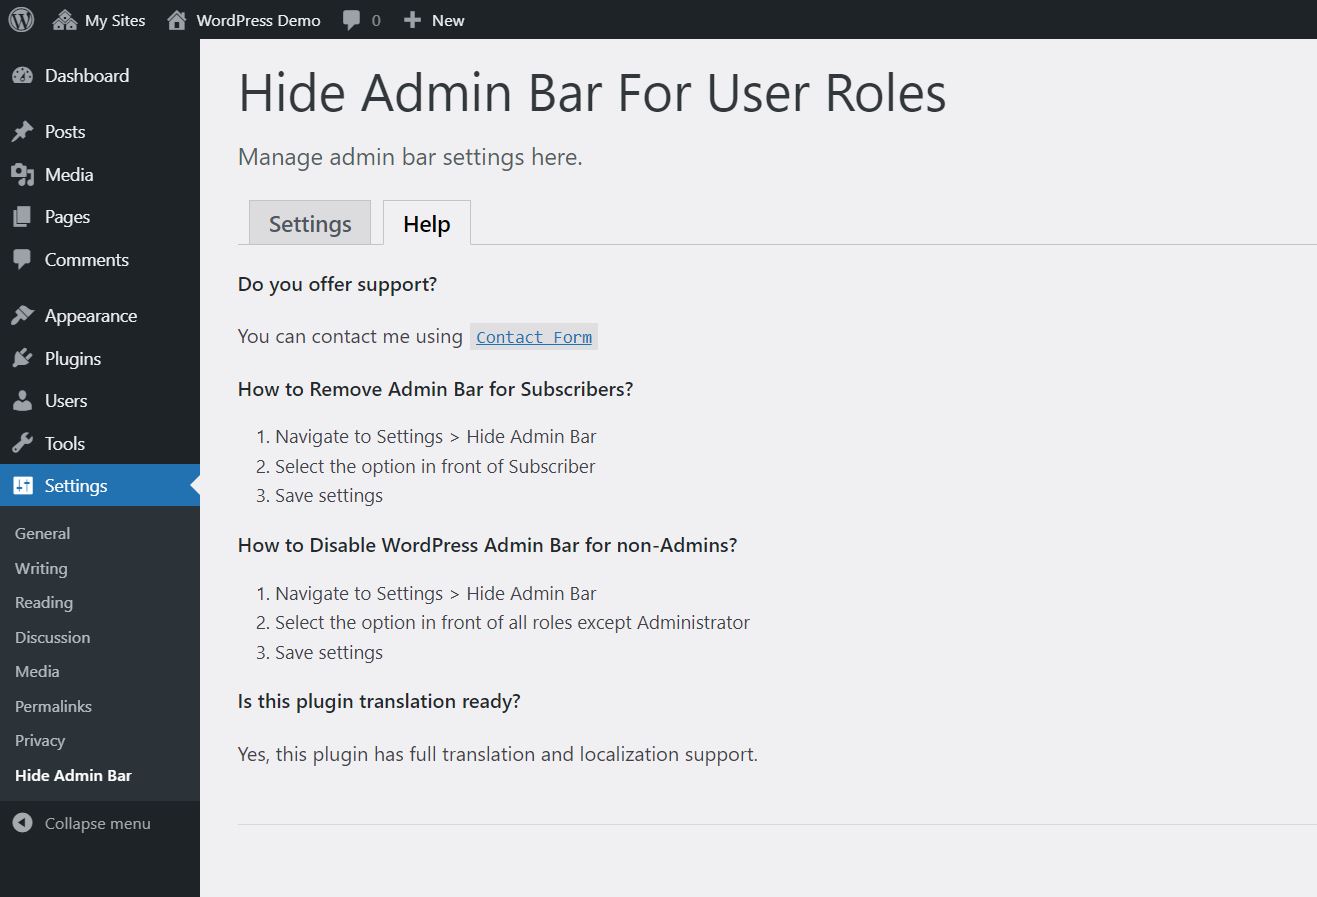 My Sites WordPress Demo 0 New
Dashboard
Posts
Media
Pages
Comments
Appearance
Plugins
Users
Tools
Settings
General
Writing
Reading
Discussion
Media
Permalinks
Privacy
Hide Admin Bar
Collapse menu
Hide Admin Bar For User Roles
Manage admin bar settings here.
Settings Help
Do you offer support?
You can contact me using Contact Form
How to Remove Admin Bar for Subscribers?
1. Navigate to Settings > Hide Admin Bar
2. Select the option in front of Subscriber
3. Save settings
How to Disable WordPress Admin Bar for non-Admins?
1. Navigate to Settings > Hide Admin Bar
2. Select the option in front of all roles except Administrator
3. Save settings
Is this plugin translation ready?
Yes, this plugin has full translation and localization support.